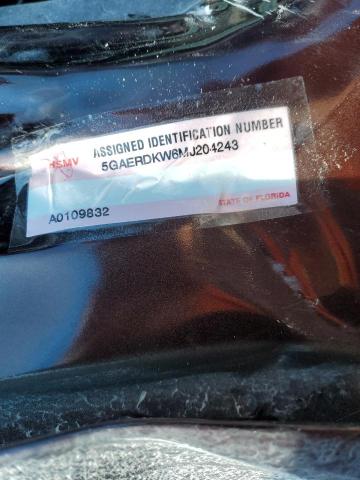 ASSIGNED IDENTIFICATION NUMBER
HSMV
5GAERDKW6MJ204243
A0109832
STATE OF FLORIDA